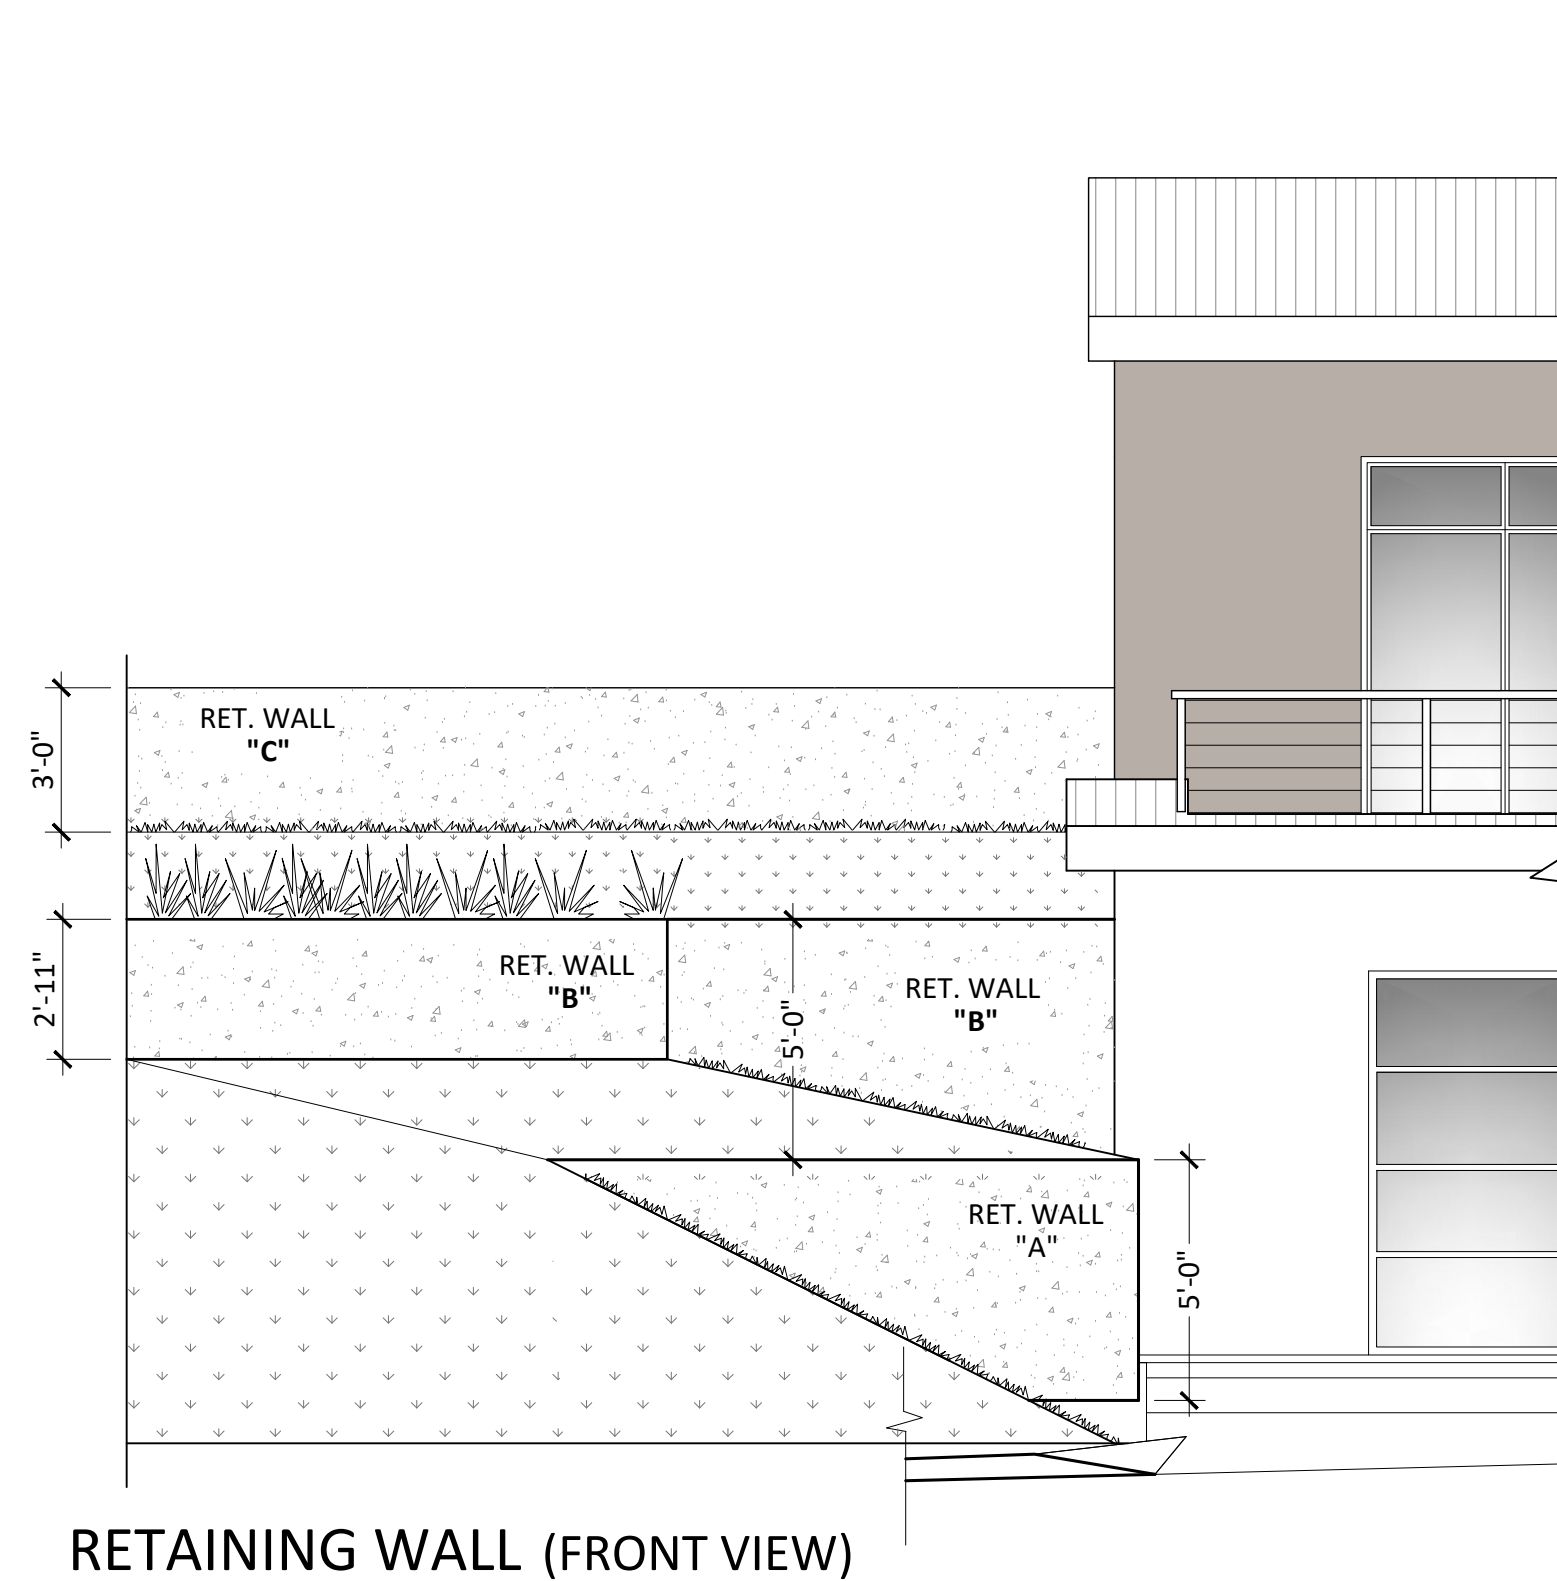 RET. WALL
"C"
3'-0"
RET. WALL
"B"
2'-11"
RET. WALL
"B"
5'-0"
RET. WALL
"A"
5'-0"
RETAINING WALL (FRONT VIEW)